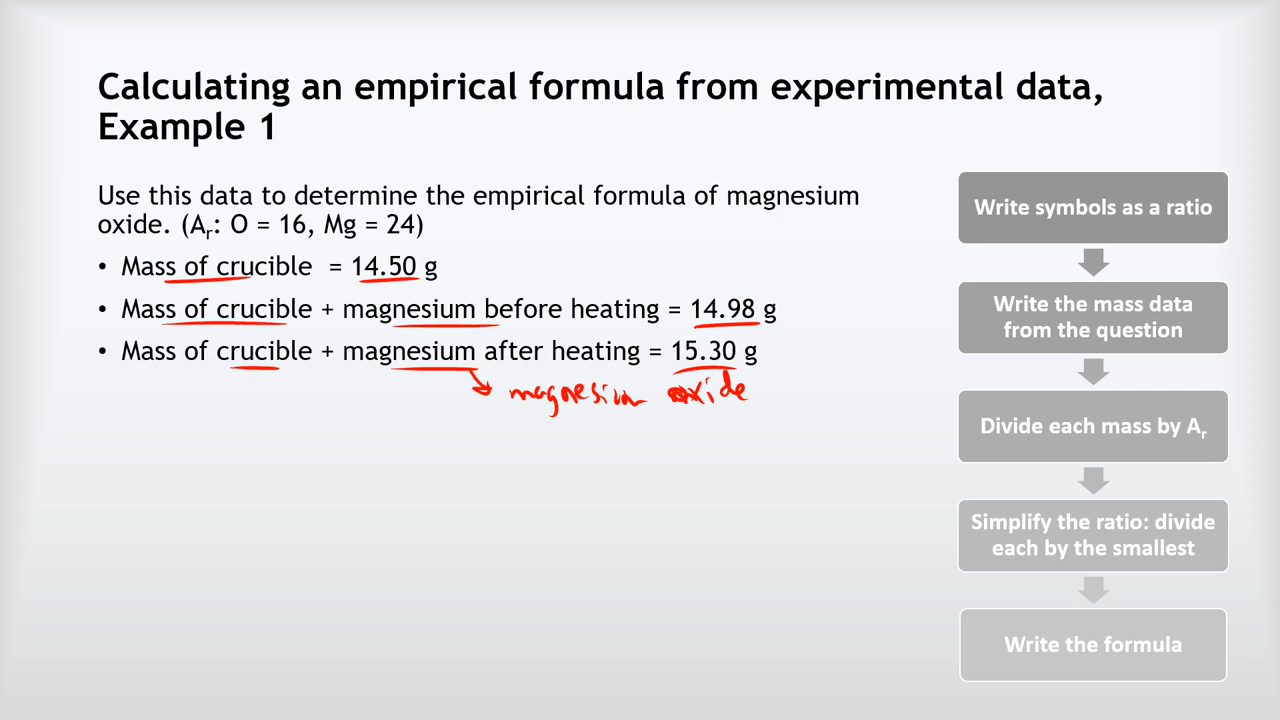 Calculating an empirical formula from experimental data,
Example 1
Use this data to determine the empirical formula of magnesium
oxide. (Ar: O = 16, Mg = 24)
• Mass of crucible = 14.50 g
• Mass of crucible + magnesium before heating = 14.98 g
• Mass of crucible + magnesium after heating = 15.30 g
magnesium oxide
Write symbols as a ratio
Write the mass data
from the question
Divide each mass by Ar
Simplify the ratio: divide
each by the smallest
Write the formula